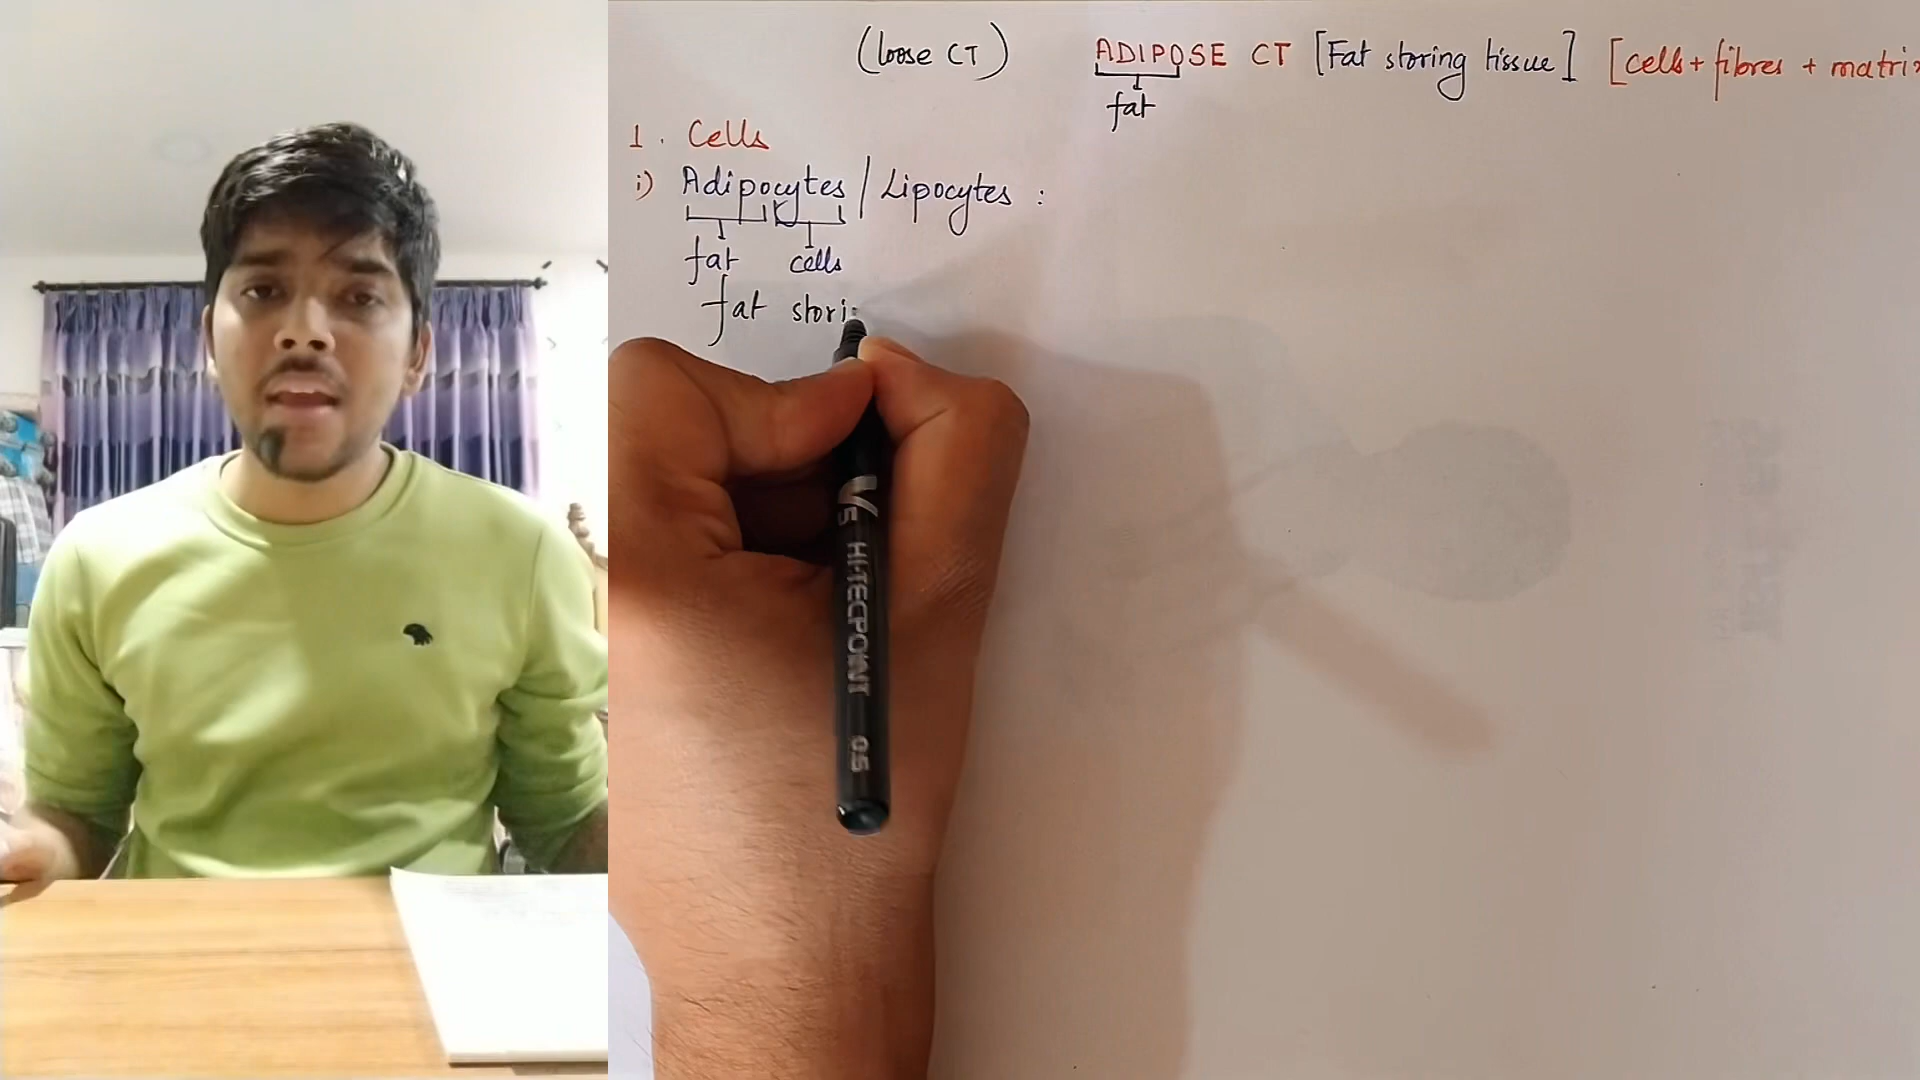 (loose CT) ADIPOSE CT [Fat storing tissue] [cells + fibres + matrix
fat
1. Cells
i) Adipocytes / Lipocytes :
fat cells
fat stori
V5 HI-TECPOINT 0.5